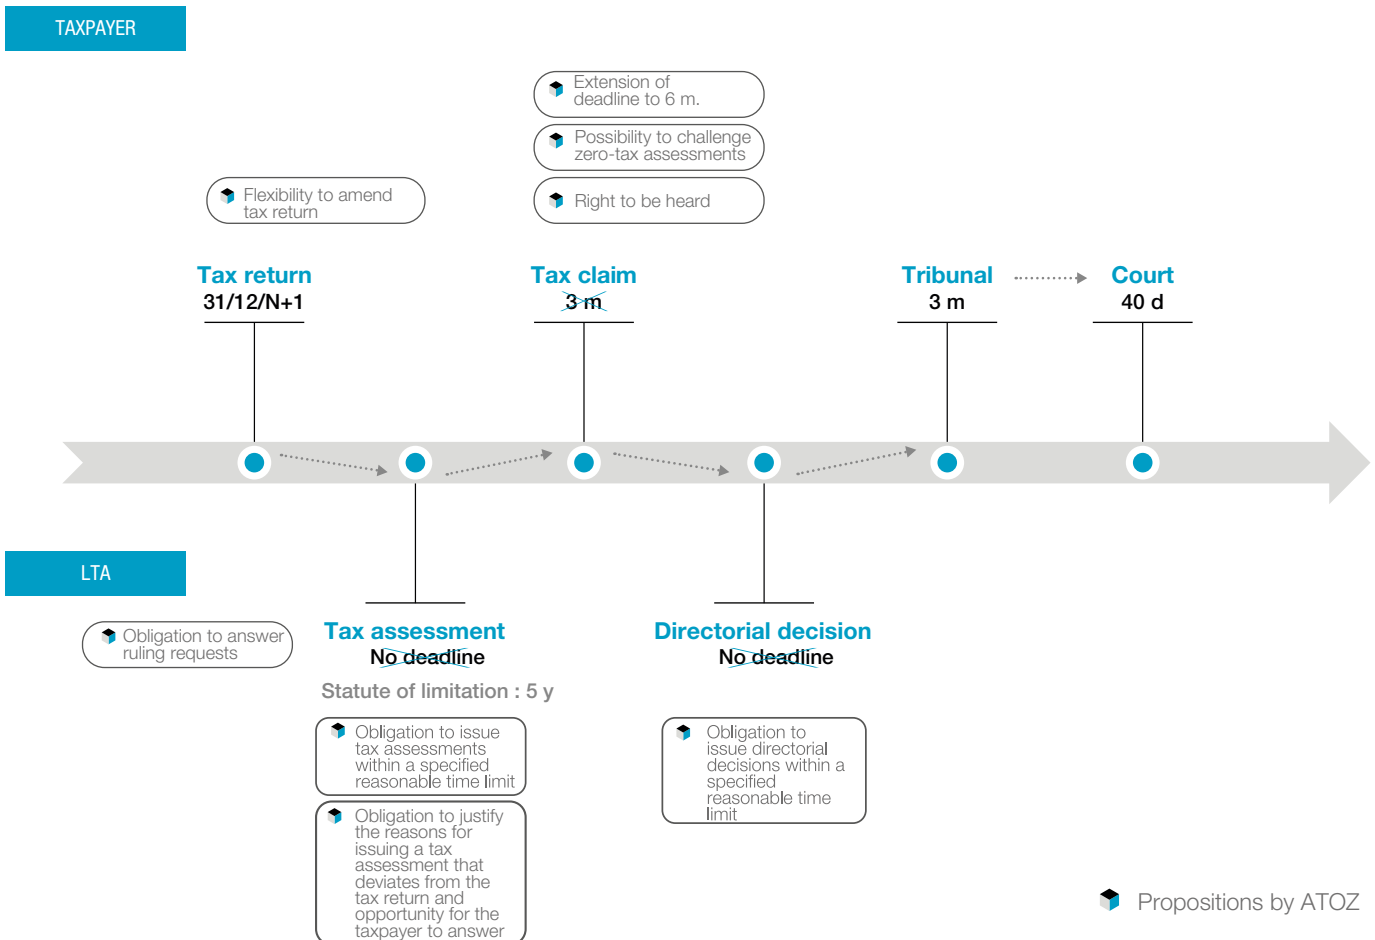 TAXPAYER
Extension of
deadline to 6 m.
Possibility to challenge
zero-tax assessments
Flexibility to amend
tax return
Right to be heard
Tax return
31/12/N+1
Tax claim
3 m
Tribunal
3 m
Court
40 d
LTA
Obligation to answer
ruling requests
Tax assessment
No deadline
Statute of limitation : 5 y
Obligation to issue
tax assessments
within a specified
reasonable time limit
Obligation to justify
the reasons for
issuing a tax
assessment that
deviates from the
tax return and
opportunity for the
taxpayer to answer
Directorial decision
No deadline
Obligation to
issue directorial
decisions within a
specified
reasonable time
limit
Propositions by ATOZ